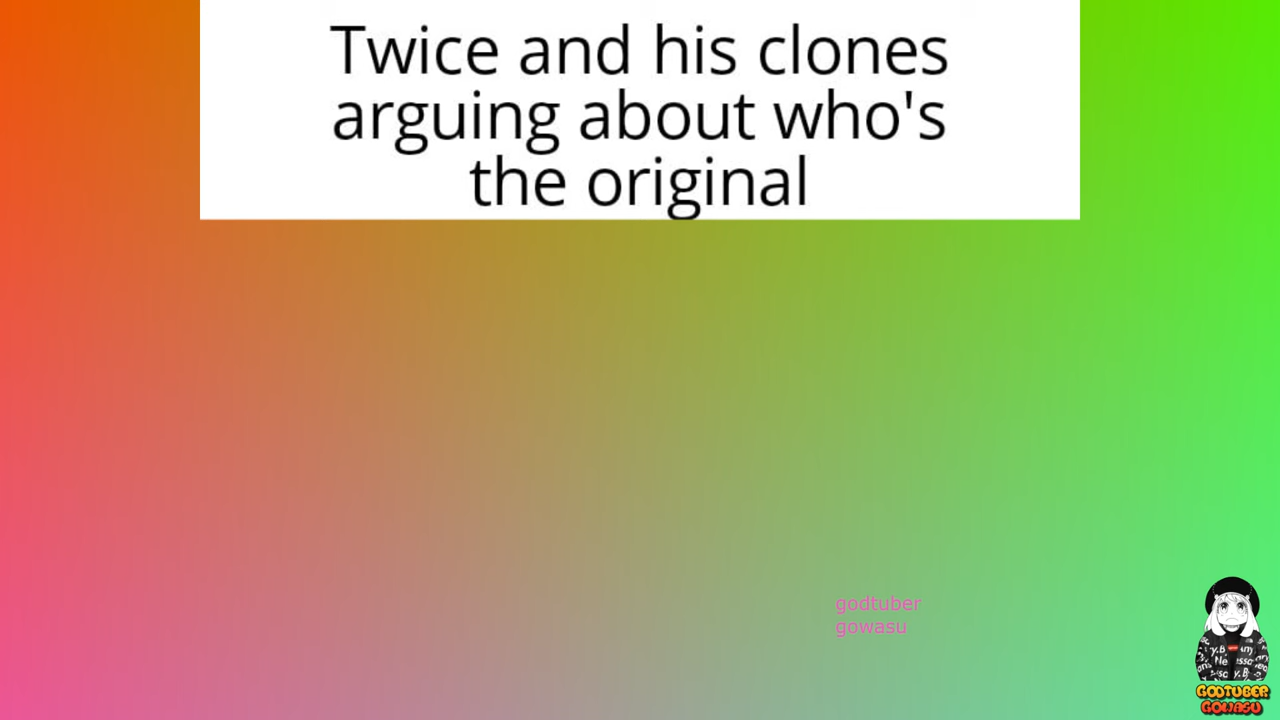 Twice and his clones
arguing about who's
the original
godtuber
gowasu
GODTUBER
GOWASU